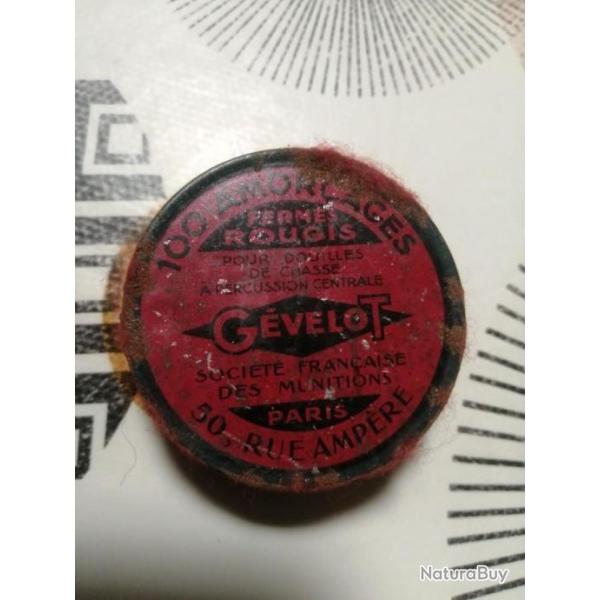 100 AMORÇAGES
FERMÉS
ROUGIS
POUR DOUILLES
DE CHASSE
À PERCUSSION CENTRALE
GÉVELOT
SOCIÉTÉ FRANÇAISE
DES MUNITIONS
PARIS
50, RUE AMPÈRE
NaturaBuy